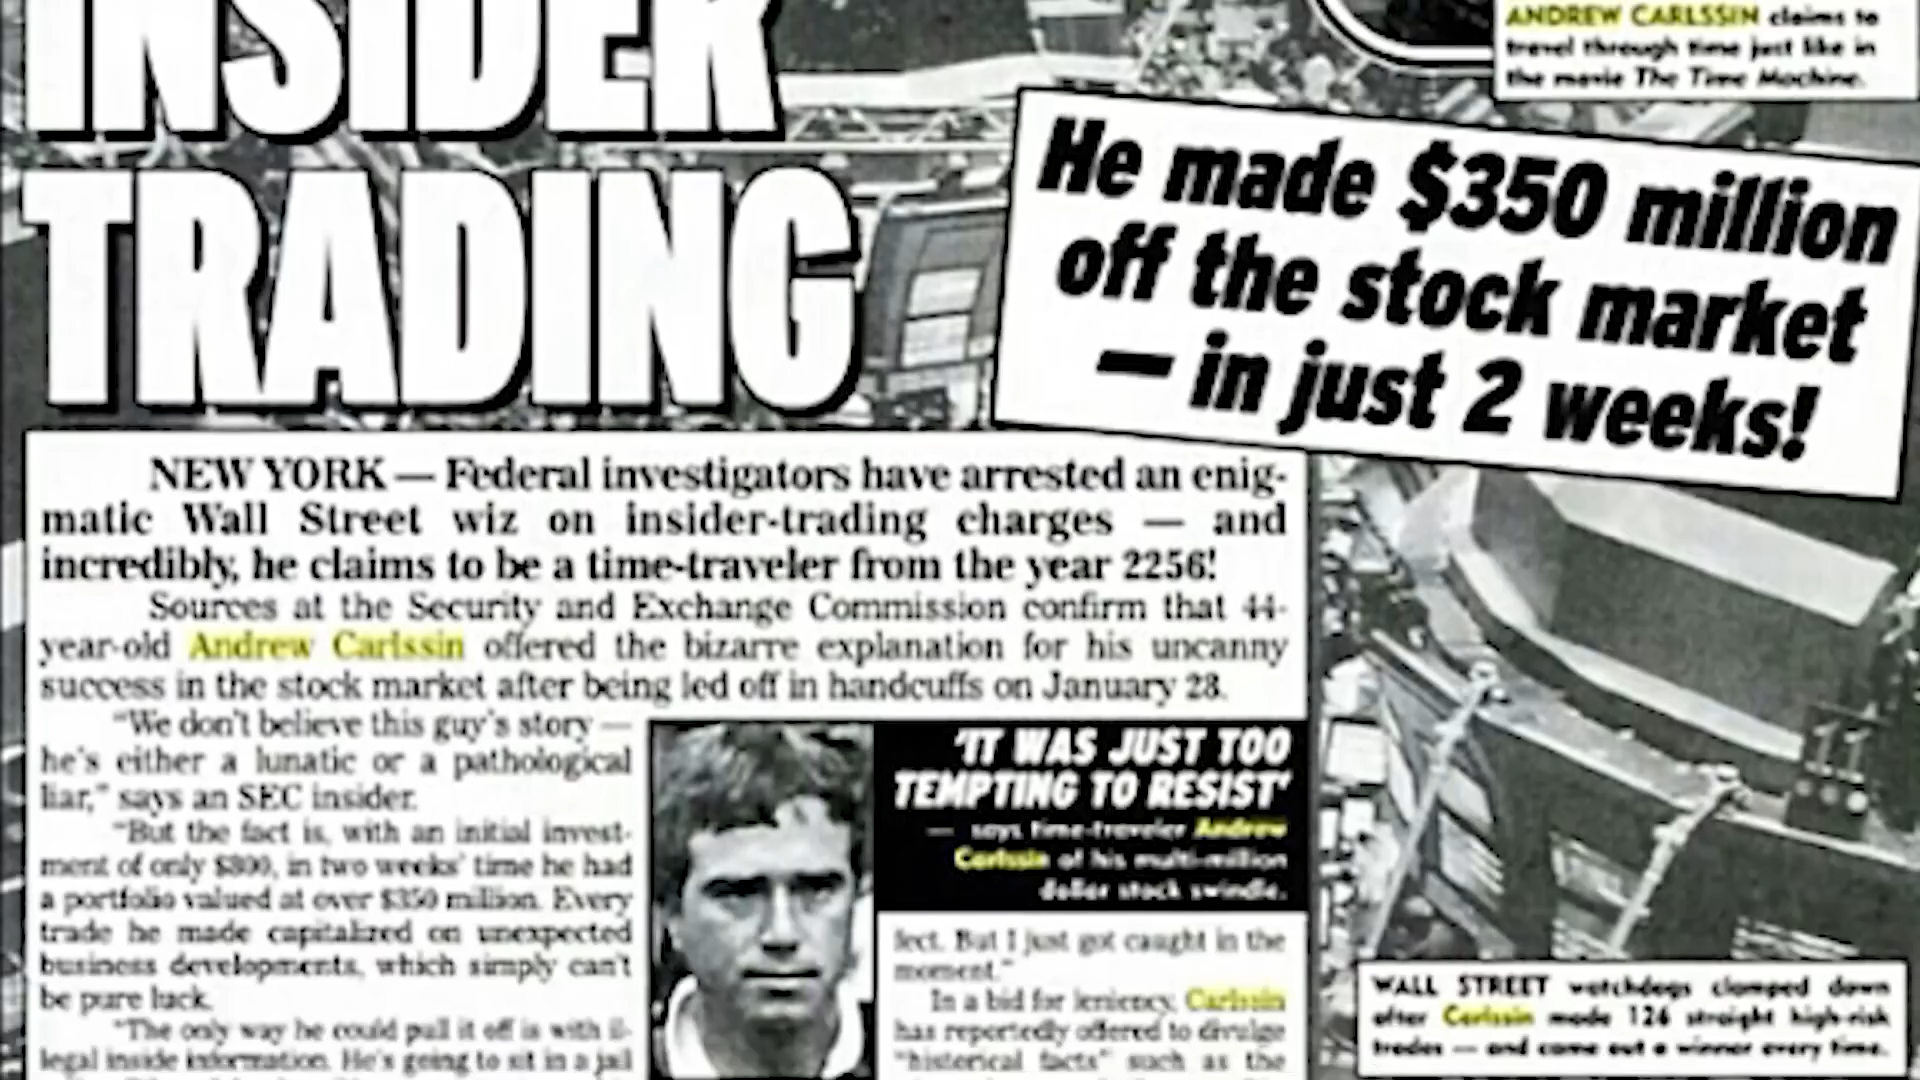 INSIDER
TRADING
ANDREW CARLSSIN claims to
travel through time just like in
the movie The Time Machine.
He made $350 million
off the stock market
— in just 2 weeks!
NEW YORK — Federal investigators have arrested an enig-
matic Wall Street wiz on insider-trading charges — and
incredibly, he claims to be a time-traveler from the year 2256!
Sources at the Security and Exchange Commission confirm that 44-
year-old Andrew Carlssin offered the bizarre explanation for his uncanny
success in the stock market after being led off in handcuffs on January 28.
"We don't believe this guy's story —
he's either a lunatic or a pathological
liar," says an SEC insider.
"But the fact is, with an initial invest-
ment of only $800, in two weeks' time he had
a portfolio valued at over $350 million. Every
trade he made capitalized on unexpected
business developments, which simply can't
be pure luck.
"The only way he could pull it off is with il-
legal inside information. He's going to sit in a jail
'IT WAS JUST TOO
TEMPTING TO RESIST'
— says time-traveler Andrew
Carlssin of his multi-million
dollar stock swindle.
fect. But I just got caught in the
moment."
In a bid for leniency, Carlssin
has reportedly offered to divulge
"historical facts" such as the
WALL STREET watchdogs clamped down
after Carlssin made 126 straight high-risk
trades — and came out a winner every time.